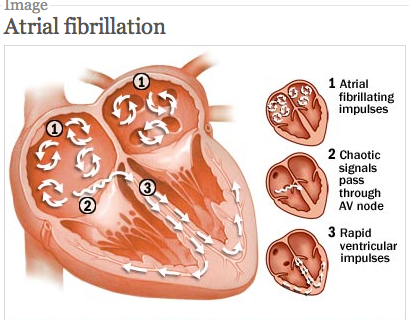 Image
Atrial fibrillation
1
1
2
3
1 Atrial
fibrillating
impulses
2 Chaotic
signals
pass
through
AV node
3 Rapid
ventricular
impulses